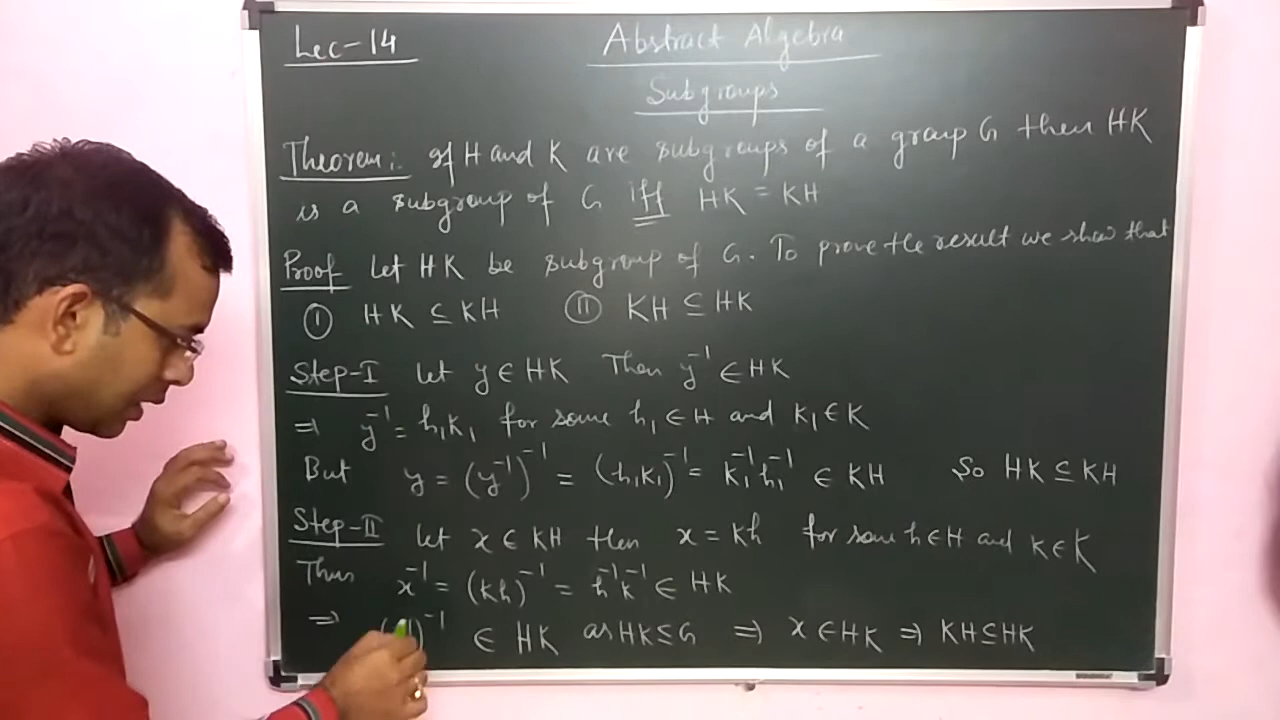 Lec-14 Abstract Algebra
Subgroups
Theorem:- If H and K are subgroups of a group G then HK
is a subgroup of G iff HK = KH
Proof Let HK be subgroup of G. To prove the result we show that
(I) HK ⊆ KH (II) KH ⊆ HK
Step-I Let y ∈ HK Then y⁻¹ ∈ HK
⇒ y⁻¹ = h₁k₁ for some h₁ ∈ H and k₁ ∈ K
But y = (y⁻¹)⁻¹ = (h₁k₁)⁻¹ = k₁⁻¹h₁⁻¹ ∈ KH So HK ⊆ KH
Step-II Let x ∈ KH then x = kh for some h ∈ H and k ∈ K
Thus x⁻¹ = (kh)⁻¹ = h⁻¹k⁻¹ ∈ HK
⇒ ⁻¹ ∈ HK as HK ≤ G ⇒ x ∈ HK ⇒ KH ⊆ HK